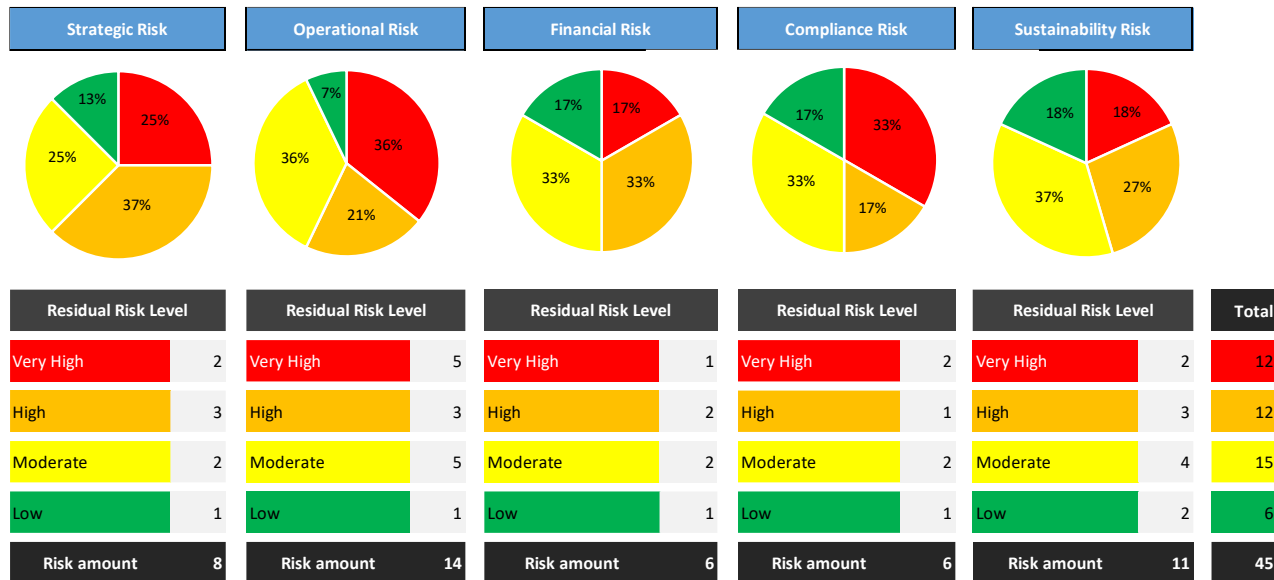 Strategic Risk
Operational Risk
Financial Risk
Compliance Risk
Sustainability Risk
13%
25%
25%
37%
7%
36%
36%
21%
17%
17%
33%
33%
17%
33%
33%
17%
18%
18%
37%
27%
Residual Risk Level
Residual Risk Level
Residual Risk Level
Residual Risk Level
Residual Risk Level
Total
Very High 2
Very High 5
Very High 1
Very High 2
Very High 2
12
High 3
High 3
High 2
High 1
High 3
12
Moderate 2
Moderate 5
Moderate 2
Moderate 2
Moderate 4
15
Low 1
Low 1
Low 1
Low 1
Low 2
6
Risk amount 8
Risk amount 14
Risk amount 6
Risk amount 6
Risk amount 11
45